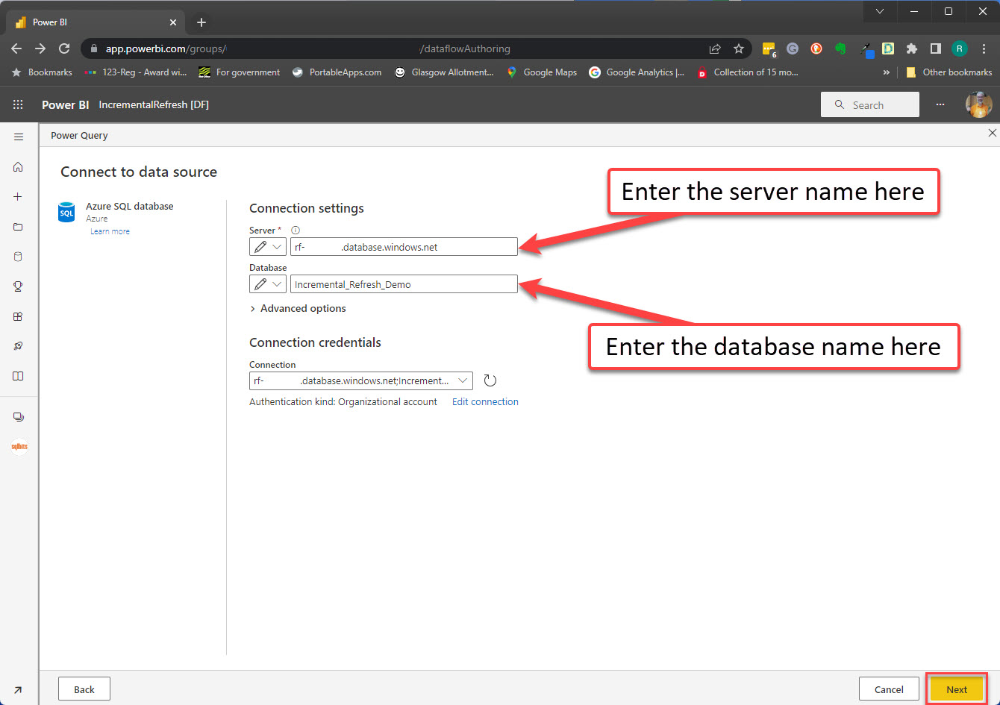 Power BI
app.powerbi.com/groups/ /dataflowAuthoring
6
R
Bookmarks 123-Reg - Award wi... For government PortableApps.com Glasgow Allotment... Google Maps Google Analytics |... Collection of 15 mo... » Other bookmarks
Power BI IncrementalRefresh [DF] Search
Power Query
Connect to data source
SQL
Azure SQL database
Azure
Learn more
Connection settings
Server *
rf- .database.windows.net
Database
Incremental_Refresh_Demo
Advanced options
Enter the server name here
Enter the database name here
Connection credentials
Connection
rf- .database.windows.net;Increment...
Authentication kind: Organizational account Edit connection
sqlbits
Back
Cancel
Next